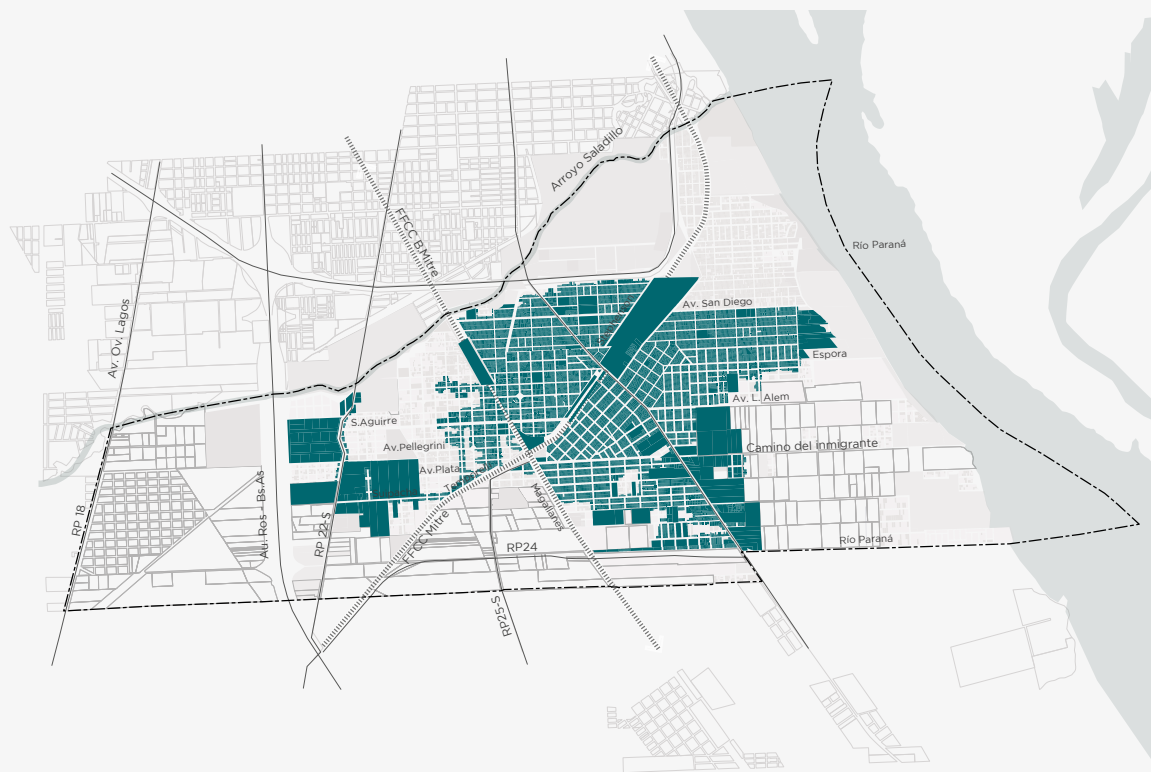 Arroyo Saladillo
FFCC B.Mitre
Río Paraná
Av. Ov. Lagos
Av. San Diego
Espora
Av. L. Alem
S.Aguirre
Av.Pellegrini
Camino del inmigrante
Av.Plata
Au. Ros - Bs.As
RP 18
RP 22-S
FFCC Mitre
Magallanes
RP24
Río Paraná
RP25-S